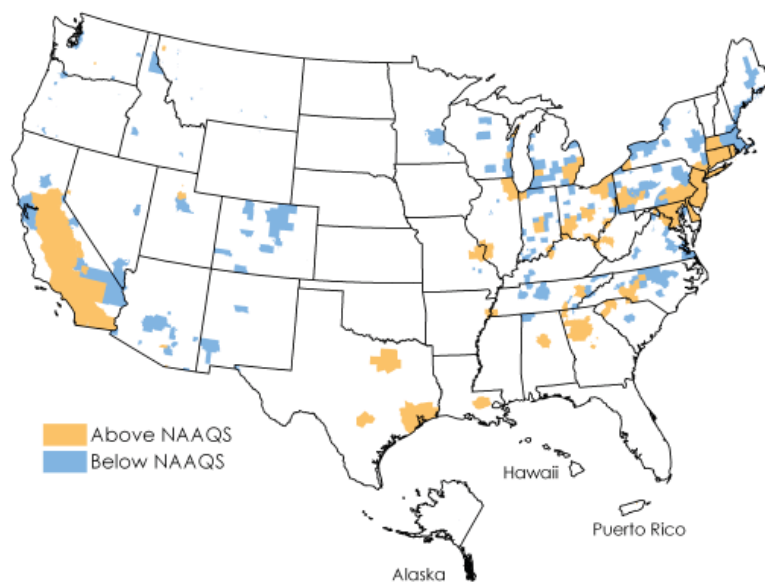 Above NAAQS
Below NAAQS
Hawaii
Puerto Rico
Alaska